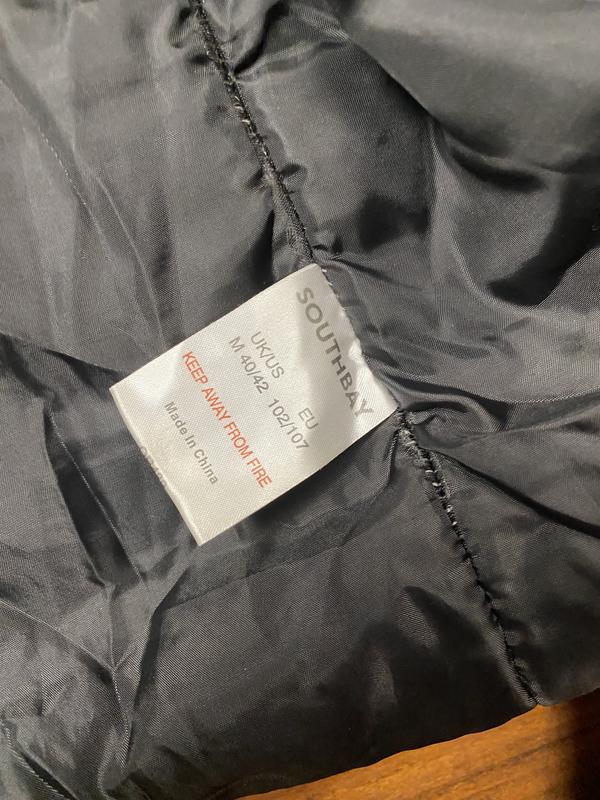 SOUTHBAY
UK/US EU
M 40/42 102/107
KEEP AWAY FROM FIRE
Made In China